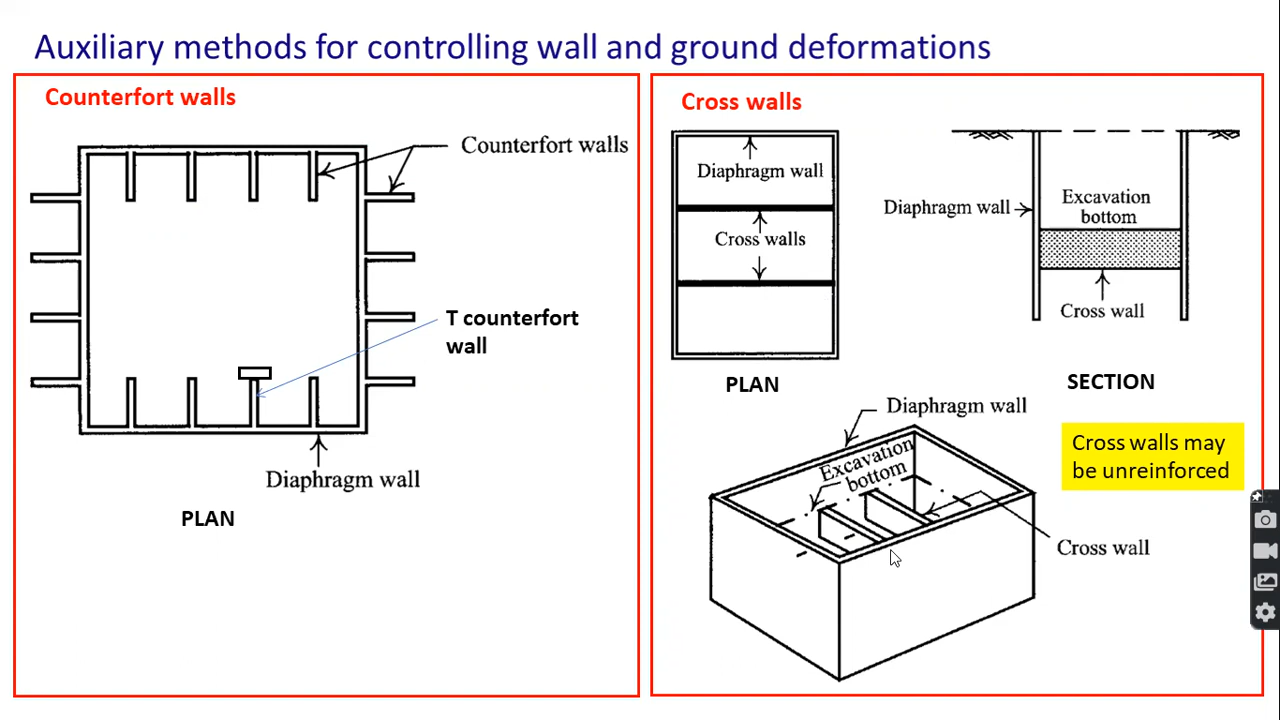 Auxiliary methods for controlling wall and ground deformations
Counterfort walls
Counterfort walls
T counterfort
wall
Diaphragm wall
PLAN
Cross walls
Diaphragm wall
Cross walls
PLAN
Diaphragm wall
Excavation
bottom
Cross wall
SECTION
Diaphragm wall
Excavation
bottom
Cross wall
Cross walls may
be unreinforced